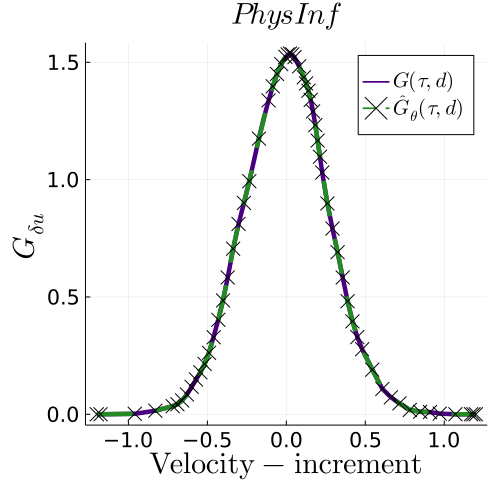 PhysInf
1.5
1.0
0.5
0.0
G_{δu}
G(τ, d)
Ĝ_θ(τ, d)
−1.0 −0.5 0.0 0.5 1.0
Velocity − increment